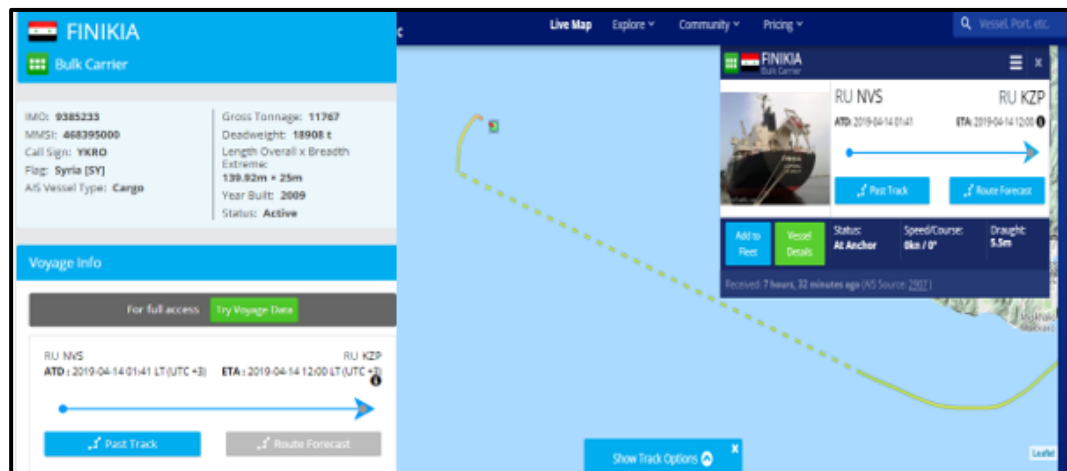 FINIKIA
Bulk Carrier
IMO: 9385233
MMSI: 468395000
Call Sign: YKRO
Flag: Syria [SY]
AIS Vessel Type: Cargo
Gross Tonnage: 11767
Deadweight: 18908 t
Length Overall x Breadth
Extreme:
139.92m × 25m
Year Built: 2009
Status: Active
Voyage Info
For full access
Try Voyage Data
RU NVS
RU KZP
ATD : 2019-04-14 01:41 LT (UTC +3)
ETA : 2019-04-14 12:00 LT (UTC +3)
Past Track
Route Forecast
C
Live Map
Explore
Community
Pricing
Vessel, Port, etc.
FINIKIA
Bulk Carrier
RU NVS
RU KZP
ATD: 2019-04-14 01:41
ETA: 2019-04-14 12:00
Past Track
Route Forecast
Add to
Fleet
Vessel
Details
Status:
At Anchor
Speed/Course:
0kn / 0°
Draught:
5.5m
Received: 7 hours, 32 minutes ago (AIS Source: 2907)
Show Track Options
x
Leaflet